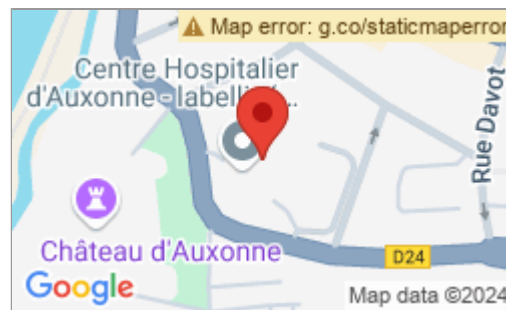 Map error: g.co/staticmaperror
Centre Hospitalier
d'Auxonne - labelli
Rue Davot
Château d'Auxonne
D24
Google
Map data ©2024